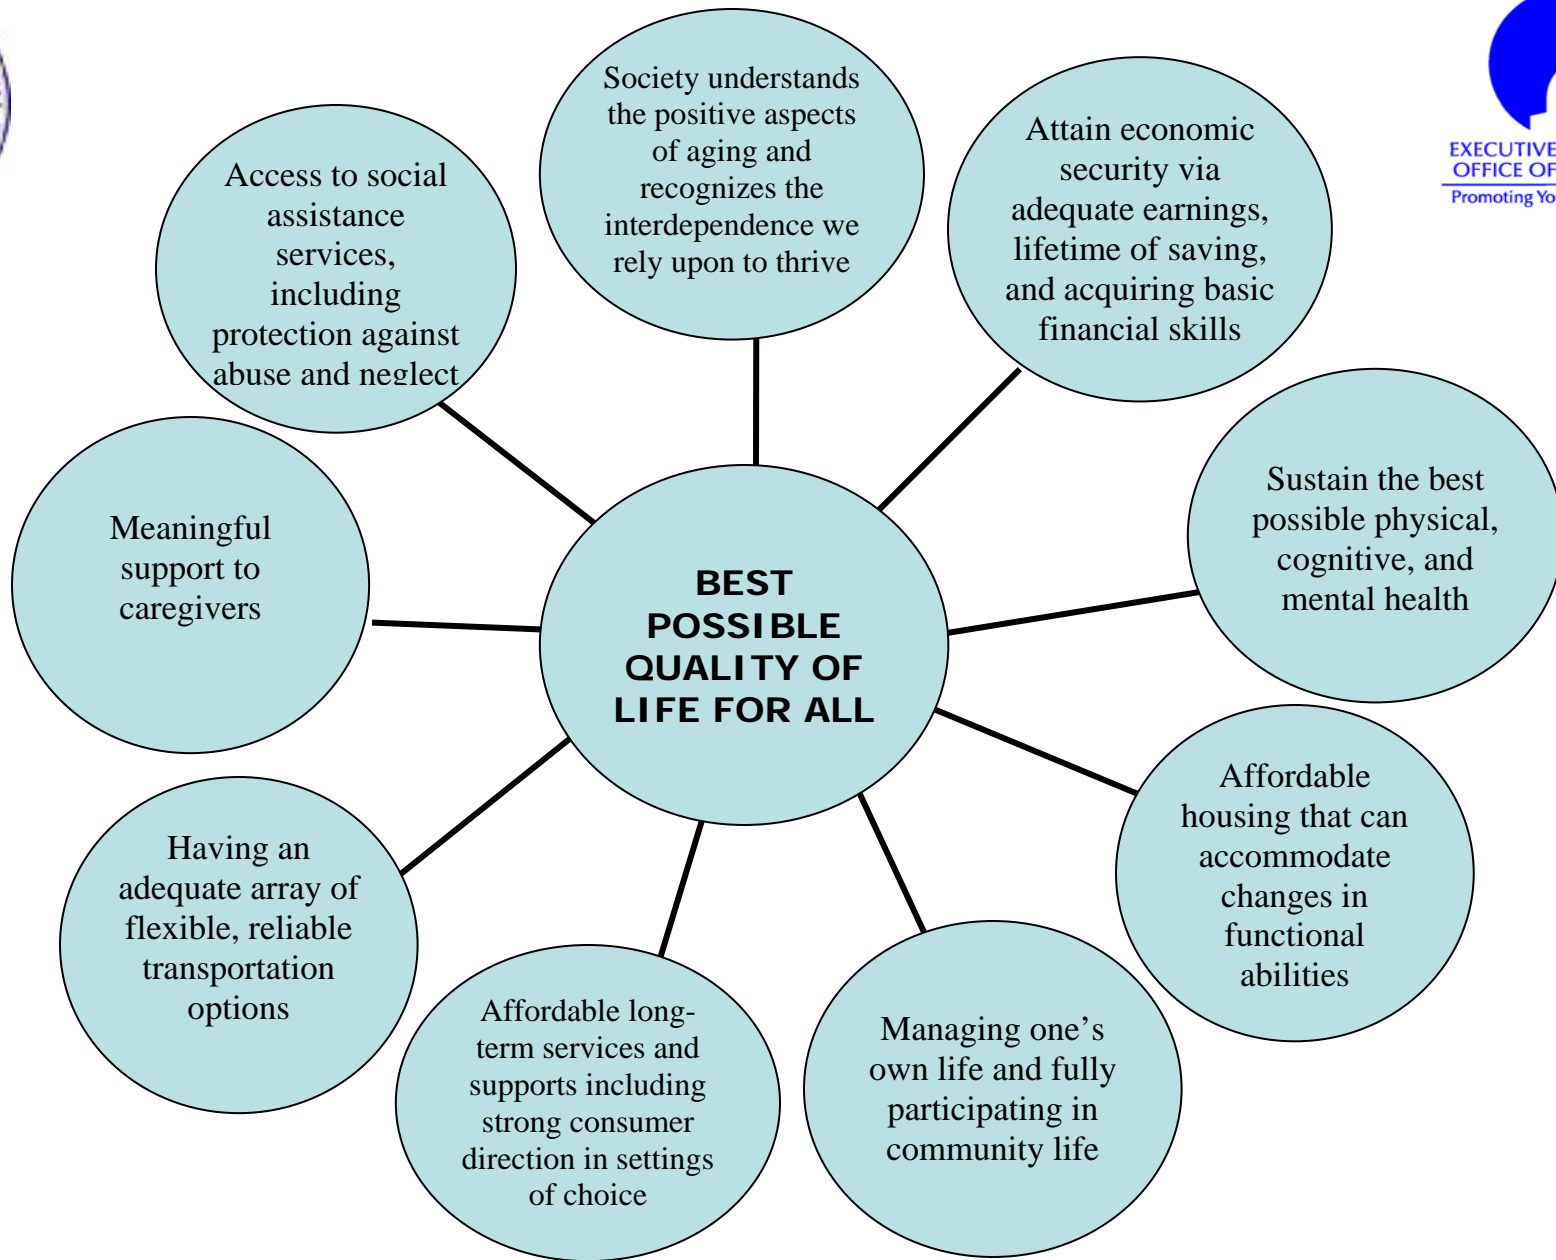 Society understands
the positive aspects
of aging and
recognizes the
interdependence we
rely upon to thrive
Attain economic
security via
adequate earnings,
lifetime of saving,
and acquiring basic
financial skills
EXECUTIVE
OFFICE OF
Promoting Yo
Access to social
assistance
services,
including
protection against
abuse and neglect
Sustain the best
possible physical,
cognitive, and
mental health
Meaningful
support to
caregivers
BEST
POSSIBLE
QUALITY OF
LIFE FOR ALL
Affordable
housing that can
accommodate
changes in
functional
abilities
Having an
adequate array of
flexible, reliable
transportation
options
Affordable long-
term services and
supports including
strong consumer
direction in settings
of choice
Managing one’s
own life and fully
participating in
community life